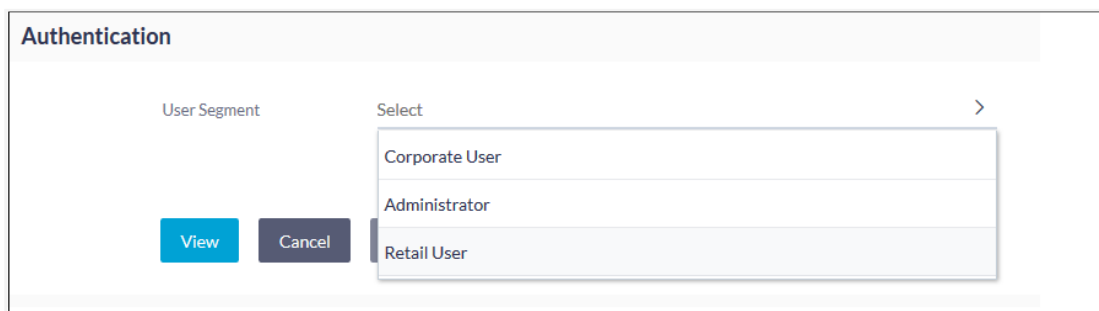 Authentication
User Segment
Select
Corporate User
Administrator
Retail User
View
Cancel